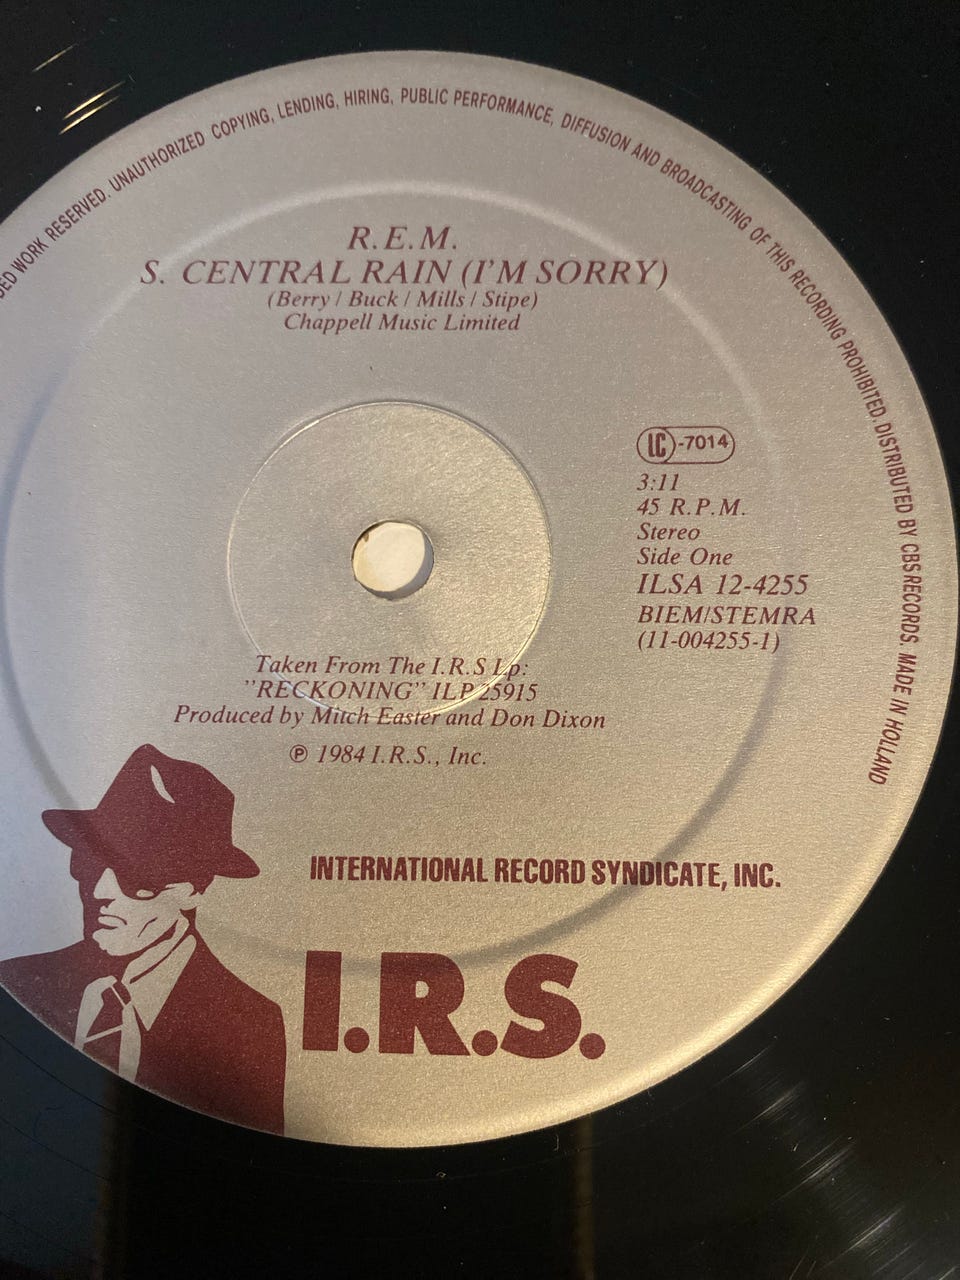 WORK RESERVED. UNAUTHORIZED COPYING, LENDING, HIRING, PUBLIC PERFORMANCE, DIFFUSION AND BROADCASTING OF THIS RECORDING PROHIBITED. DISTRIBUTED BY CBS RECORDS. MADE IN HOLLAND
R.E.M.
S. CENTRAL RAIN (I'M SORRY)
(Berry / Buck / Mills / Stipe)
Chappell Music Limited
LC-7014
3:11
45 R.P.M.
Stereo
Side One
ILSA 12-4255
BIEM/STEMRA
(11-004255-1)
Taken From The I.R.S Lp:
"RECKONING" ILP 25915
Produced by Mitch Easter and Don Dixon
℗ 1984 I.R.S., Inc.
INTERNATIONAL RECORD SYNDICATE, INC.
I.R.S.